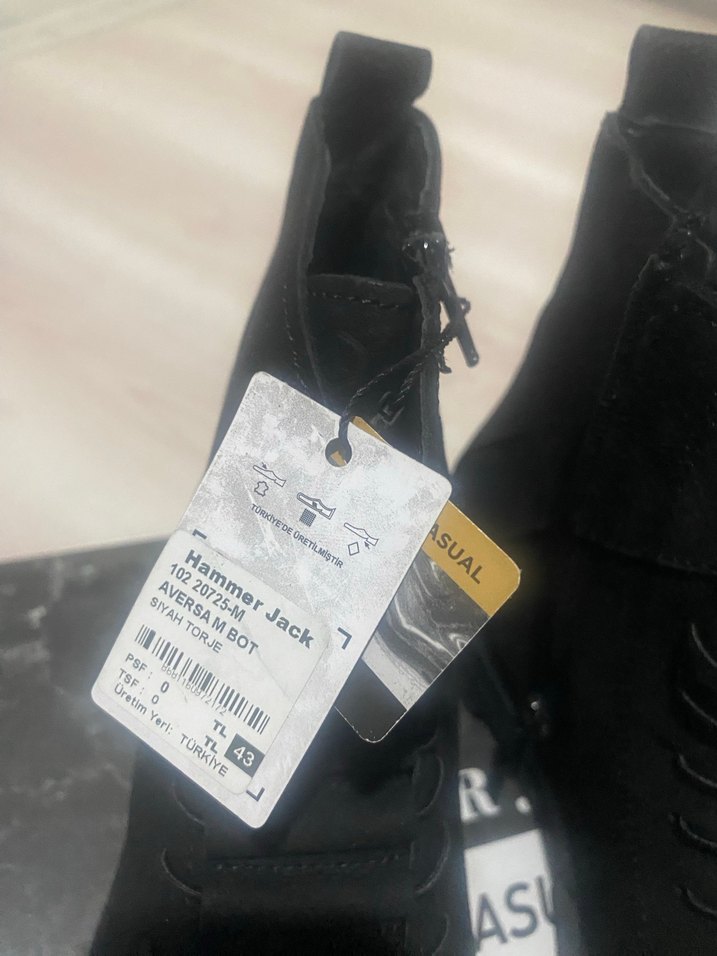 TÜRKİYE'DE ÜRETİLMİŞTİR
Hammer Jack
102 20725-M
AVERSA M BOT
SIYAH TORJE
PSF: 0 TL
TSF: 0 TL
43
Üretim Yeri: TÜRKİYE
ASUAL
R
ASU